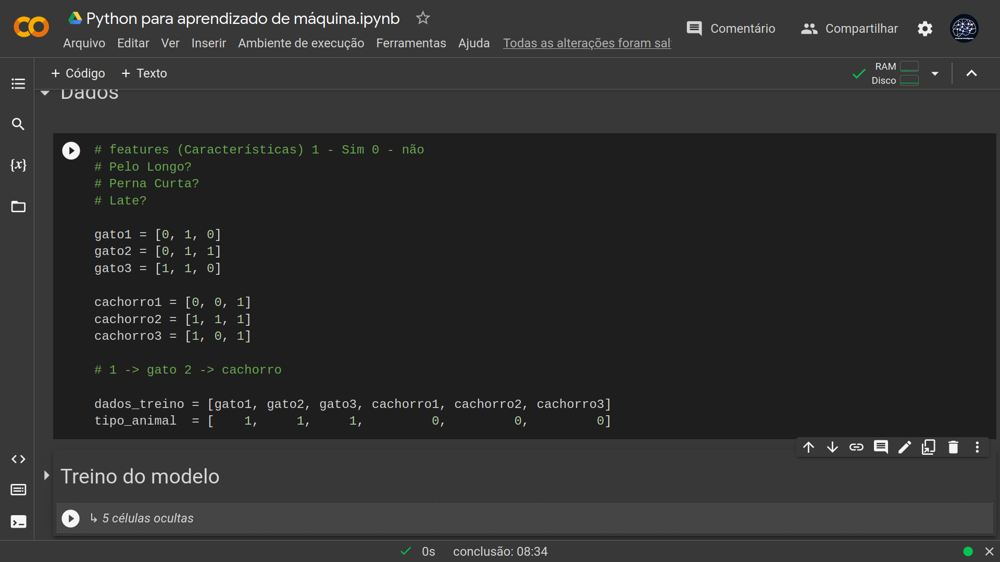 Python para aprendizado de máquina.ipynb
Comentário
Compartilhar
Arquivo Editar Ver Inserir Ambiente de execução Ferramentas Ajuda Todas as alterações foram sal
+ Código + Texto
RAM
Disco
Dados
# features (Características) 1 - Sim 0 - não
# Pelo Longo?
# Perna Curta?
# Late?
gato1 = [0, 1, 0]
gato2 = [0, 1, 1]
gato3 = [1, 1, 0]
cachorro1 = [0, 0, 1]
cachorro2 = [1, 1, 1]
cachorro3 = [1, 0, 1]
# 1 -> gato 2 -> cachorro
dados_treino = [gato1, gato2, gato3, cachorro1, cachorro2, cachorro3]
tipo_animal  = [    1,     1,      1,         0,         0,         0]
Treino do modelo
↳ 5 células ocultas
0s conclusão: 08:34